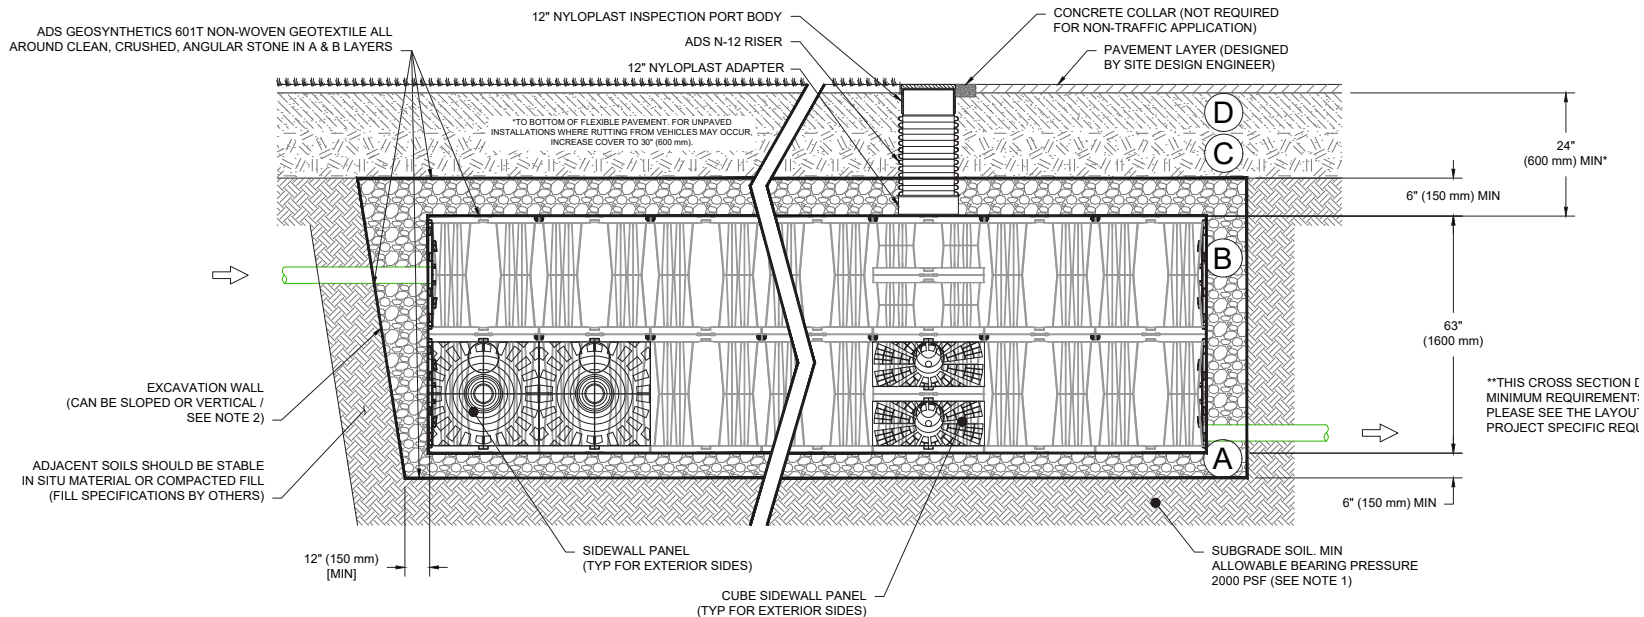 ADS GEOSYNTHETICS 601T NON-WOVEN GEOTEXTILE ALL
AROUND CLEAN, CRUSHED, ANGULAR STONE IN A & B LAYERS
12" NYLOPLAST INSPECTION PORT BODY
ADS N-12 RISER
12" NYLOPLAST ADAPTER
CONCRETE COLLAR (NOT REQUIRED
FOR NON-TRAFFIC APPLICATION)
PAVEMENT LAYER (DESIGNED
BY SITE DESIGN ENGINEER)
*TO BOTTOM OF FLEXIBLE PAVEMENT. FOR UNPAVED
INSTALLATIONS WHERE RUTTING FROM VEHICLES MAY OCCUR,
INCREASE COVER TO 30" (600 mm).
D
C
24"
(600 mm) MIN*
6" (150 mm) MIN
B
63"
(1600 mm)
EXCAVATION WALL
(CAN BE SLOPED OR VERTICAL /
SEE NOTE 2)
**THIS CROSS SECTION D
MINIMUM REQUIREMENTS
PLEASE SEE THE LAYOUT
PROJECT SPECIFIC REQU
A
ADJACENT SOILS SHOULD BE STABLE
IN SITU MATERIAL OR COMPACTED FILL
(FILL SPECIFICATIONS BY OTHERS)
6" (150 mm) MIN
12" (150 mm)
[MIN]
SIDEWALL PANEL
(TYP FOR EXTERIOR SIDES)
CUBE SIDEWALL PANEL
(TYP FOR EXTERIOR SIDES)
SUBGRADE SOIL. MIN
ALLOWABLE BEARING PRESSURE
2000 PSF (SEE NOTE 1)